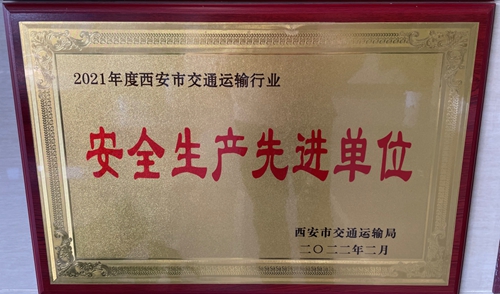 2021年度西安市交通运输行业
安全生产先进单位
西安市交通运输局
二〇二二年二月